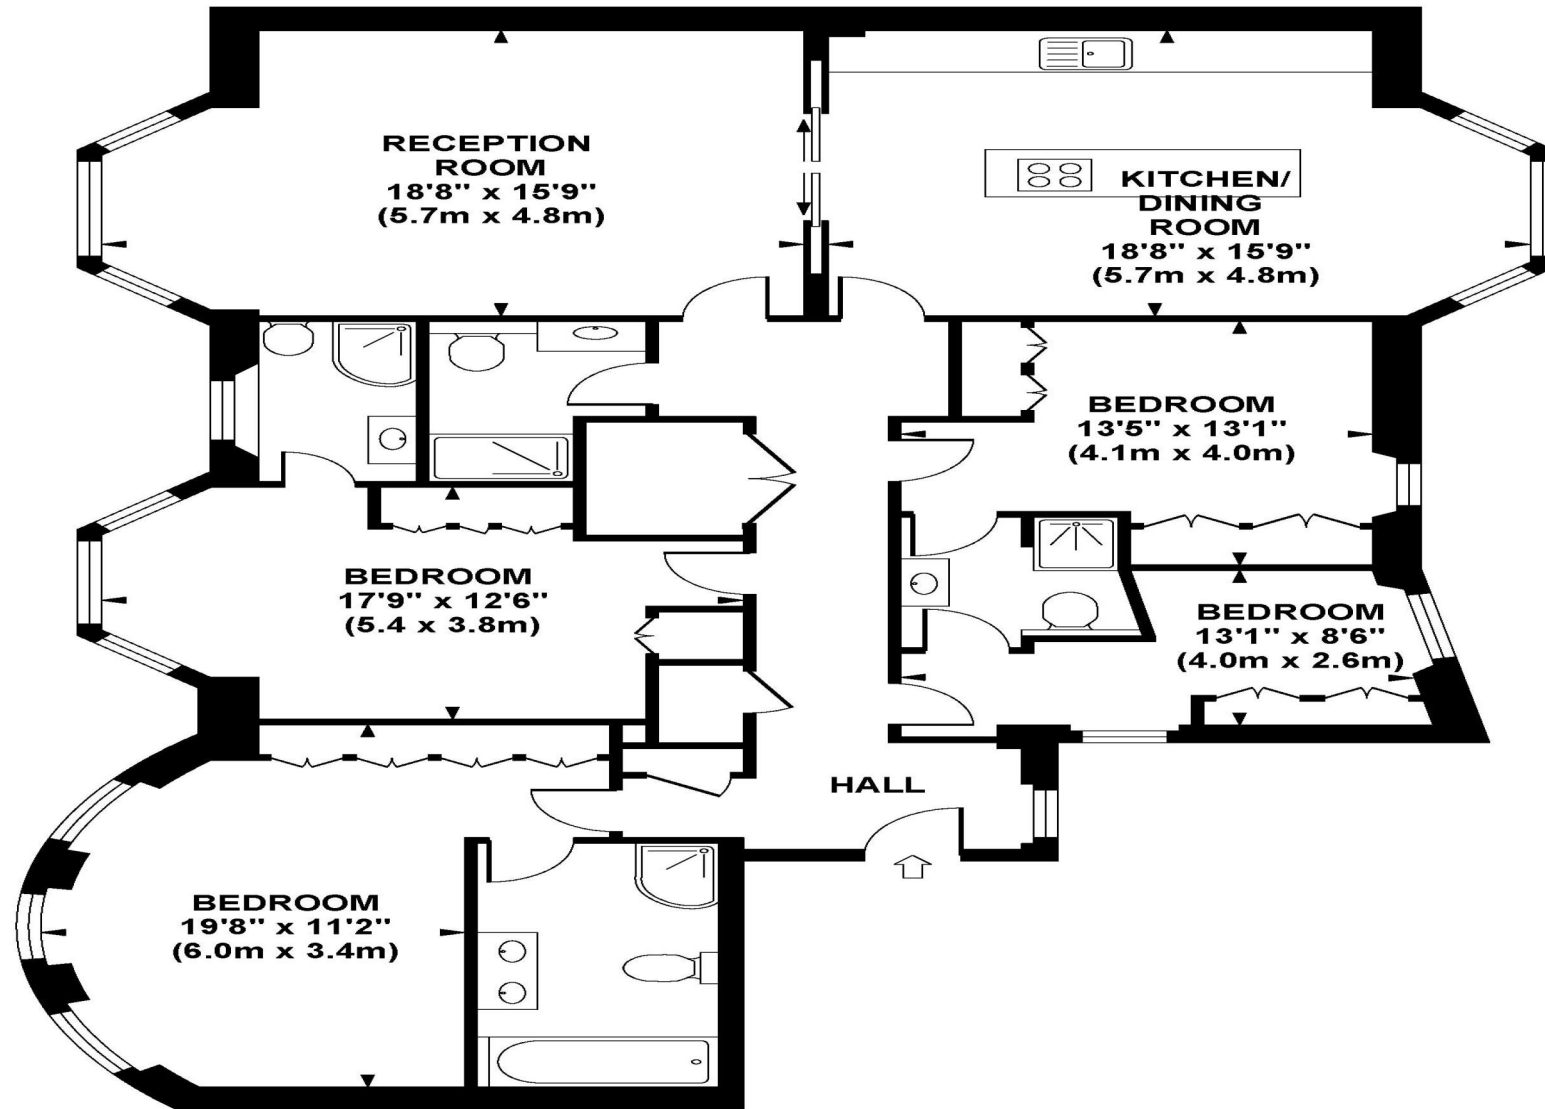 RECEPTION
ROOM
18'8" x 15'9"
(5.7m x 4.8m)
KITCHEN/
DINING
ROOM
18'8" x 15'9"
(5.7m x 4.8m)
BEDROOM
13'5" x 13'1"
(4.1m x 4.0m)
BEDROOM
17'9" x 12'6"
(5.4 x 3.8m)
BEDROOM
13'1" x 8'6"
(4.0m x 2.6m)
HALL
BEDROOM
19'8" x 11'2"
(6.0m x 3.4m)